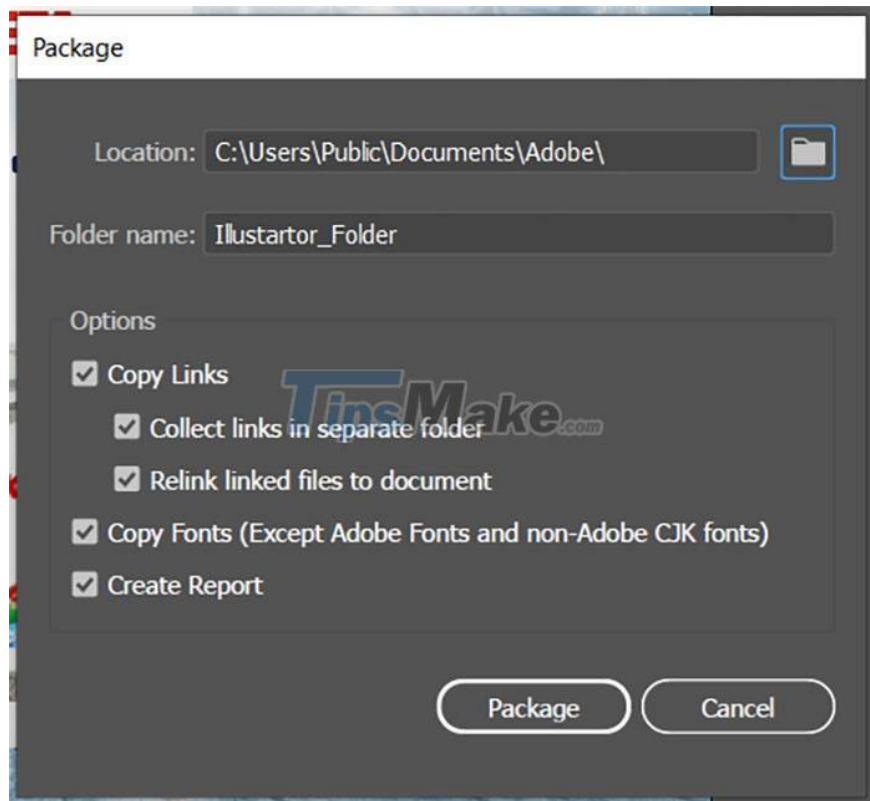 Package
Location: C:\Users\Public\Documents\Adobe\
Folder name: Illustartor_Folder
Options
Copy Links
TipsMake.com
Collect links in separate folder
Relink linked files to document
Copy Fonts (Except Adobe Fonts and non-Adobe CJK fonts)
Create Report
Package Cancel